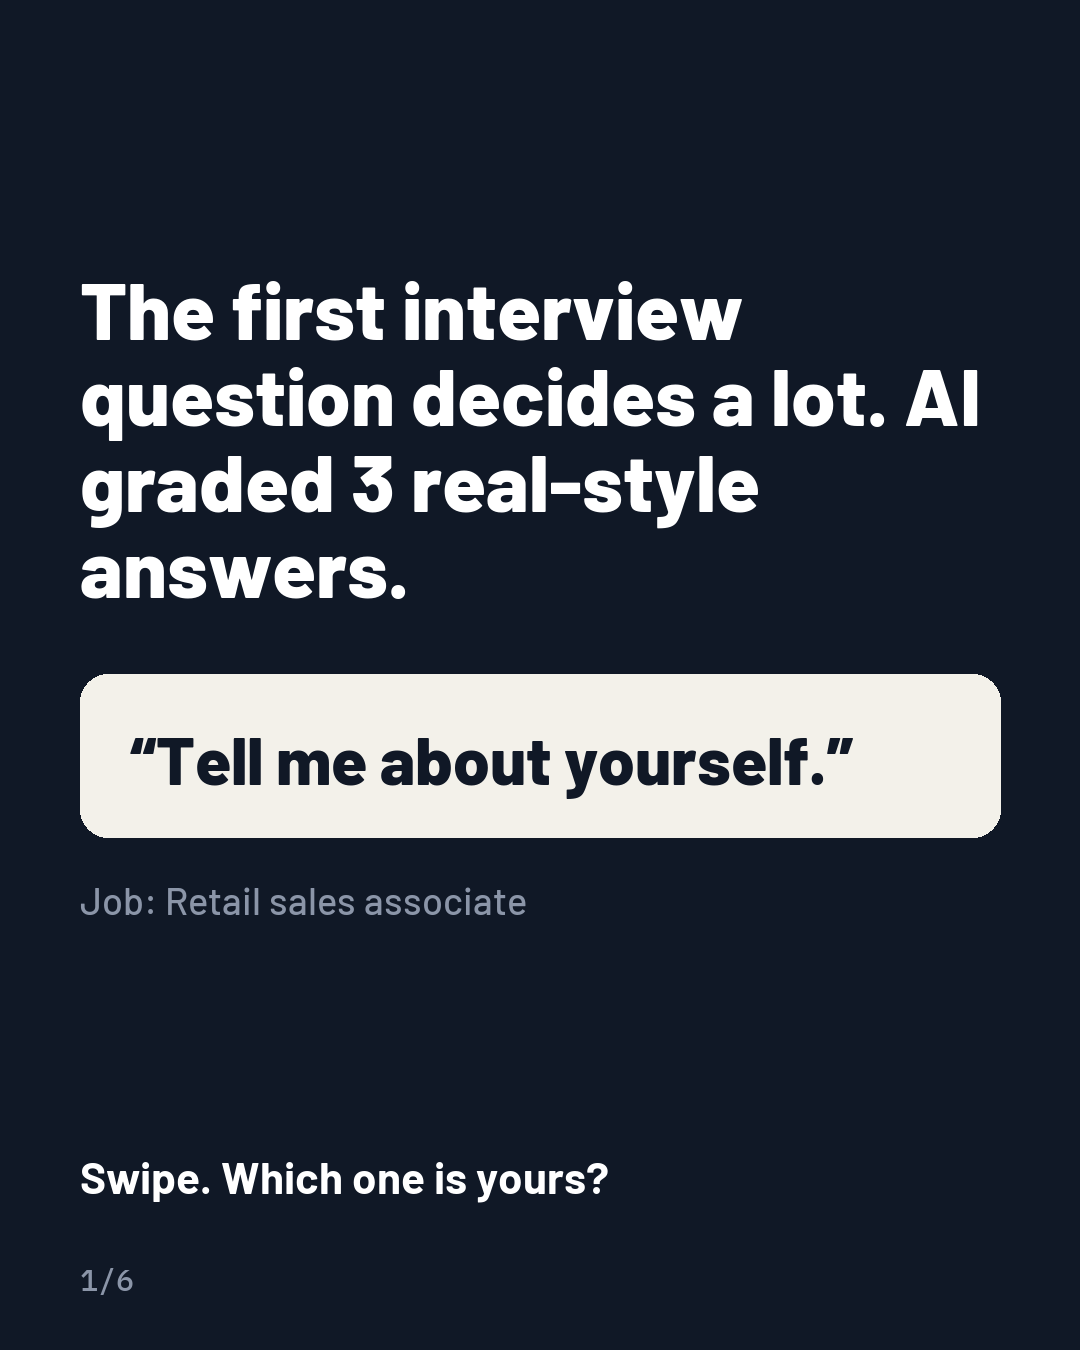 The first interview
question decides a lot. AI
graded 3 real-style
answers.
“Tell me about yourself.”
Job: Retail sales associate
Swipe. Which one is yours?
1/6